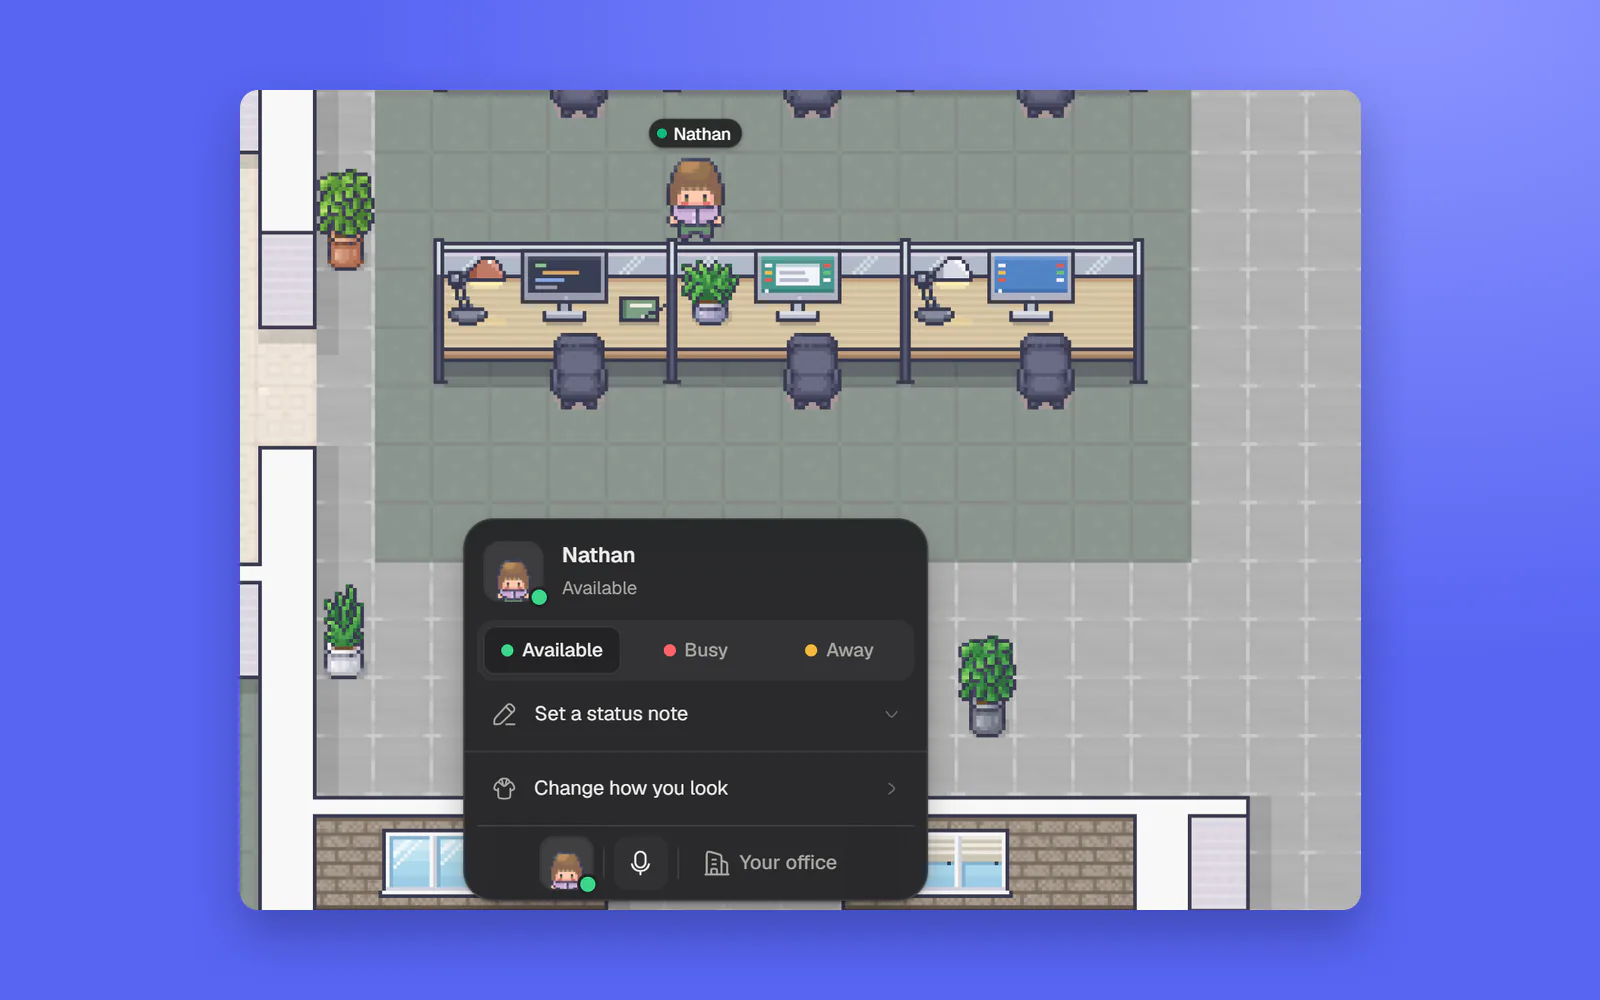 Nathan
Nathan
Available
Available Busy Away
Set a status note
Change how you look
Your office